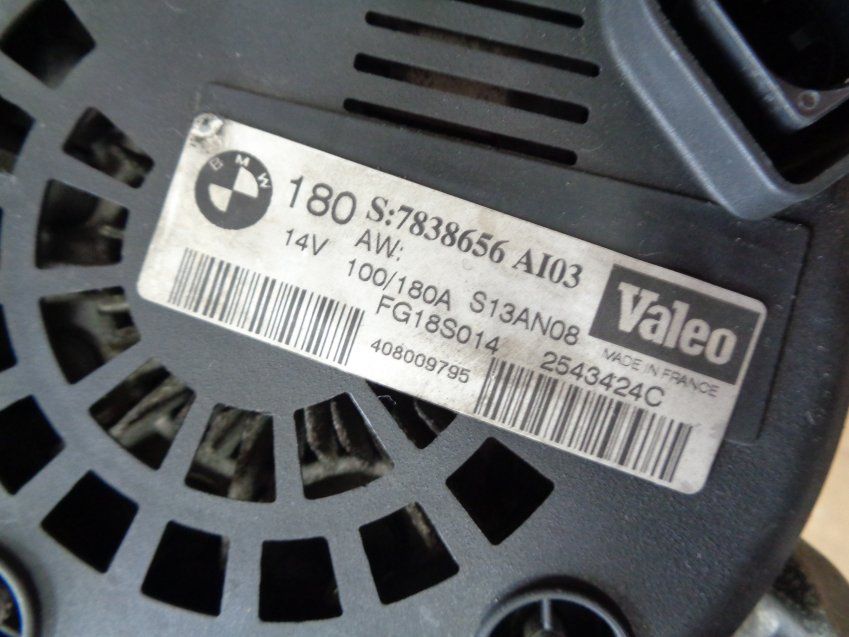 BMW
180 S:7838656 AI03
AW:
14V 100/180A S13AN08
FG18S014 2543424C
408009795
Valeo
MADE IN FRANCE